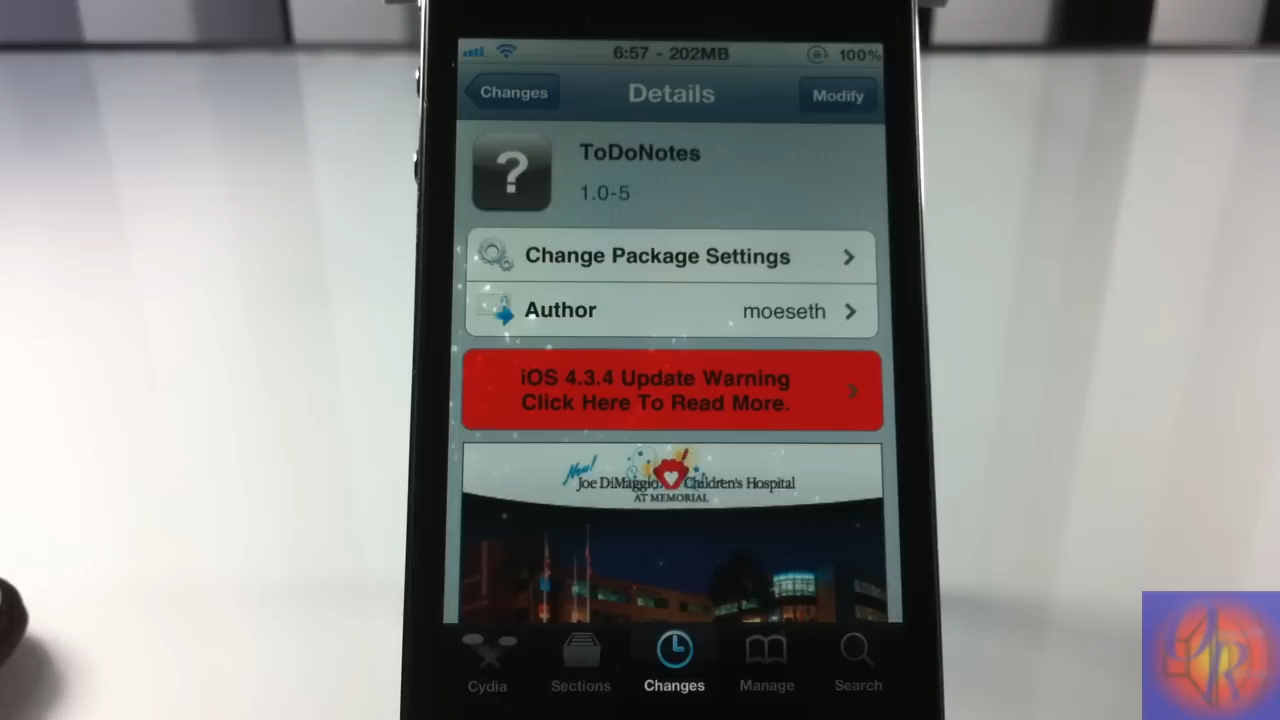 6:57 - 202MB
100%
Changes
Details
Modify
?
ToDoNotes
1.0-5
Change Package Settings
Author
moeseth
iOS 4.3.4 Update Warning
Click Here To Read More.
New!
Joe DiMaggio Children's Hospital
AT MEMORIAL
Cydia
Sections
Changes
Manage
Search